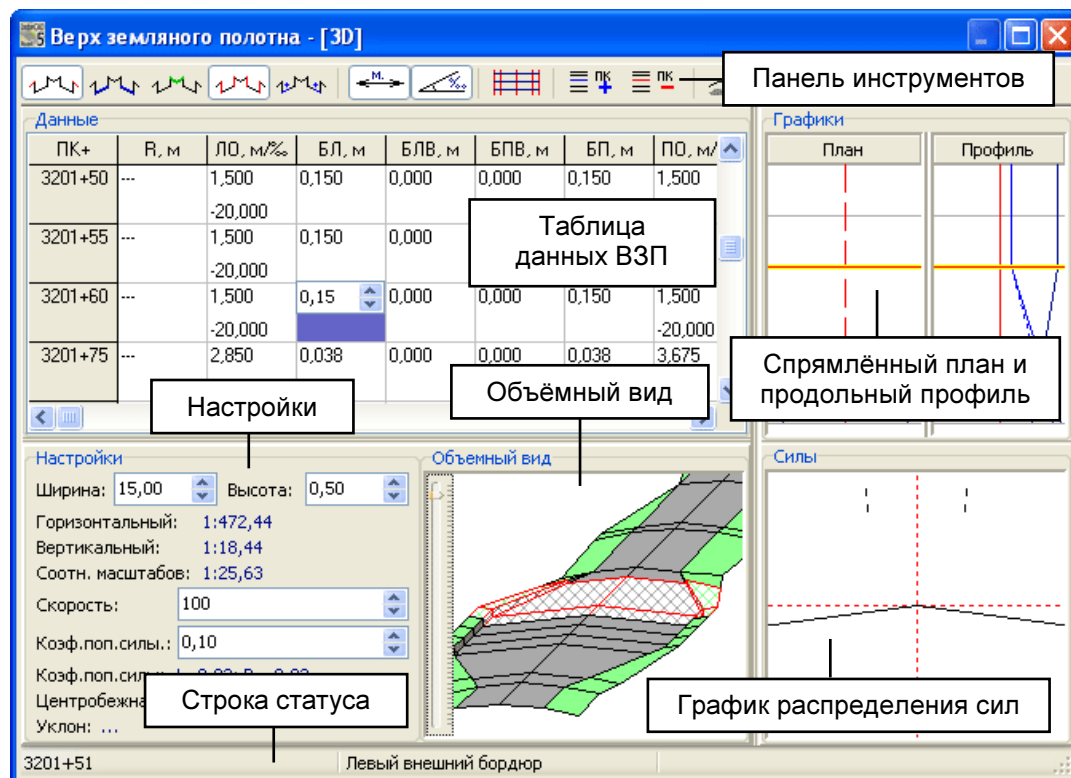 Верх земляного полотна - [3D]
М. %₀ ПК ПК
Панель инструментов
Данные
ПК+ R, м ЛО, м/‰ БЛ, м БЛВ, м БПВ, м БП, м ПО, м/
3201+50 --- 1,500 0,150 0,000 0,000 0,150 1,500
-20,000
3201+55 --- 1,500 0,150 0,000
-20,000
3201+60 --- 1,500 0,15 0,000 0,000 0,150 1,500
-20,000 -20,000
3201+75 --- 2,850 0,038 0,000 0,000 0,038 3,675
Таблица
данных ВЗП
Графики
План Профиль
Спрямлённый план и
продольный профиль
Настройки
Объёмный вид
Настройки
Ширина: 15,00 Высота: 0,50
Горизонтальный: 1:472,44
Вертикальный: 1:18,44
Соотн. масштабов: 1:25,63
Скорость: 100
Коэф.поп.силы.: 0,10
Коэф.поп.сил
Центробежна
Уклон: ...
Строка статуса
Объемный вид
Силы
График распределения сил
3201+51 Левый внешний бордюр